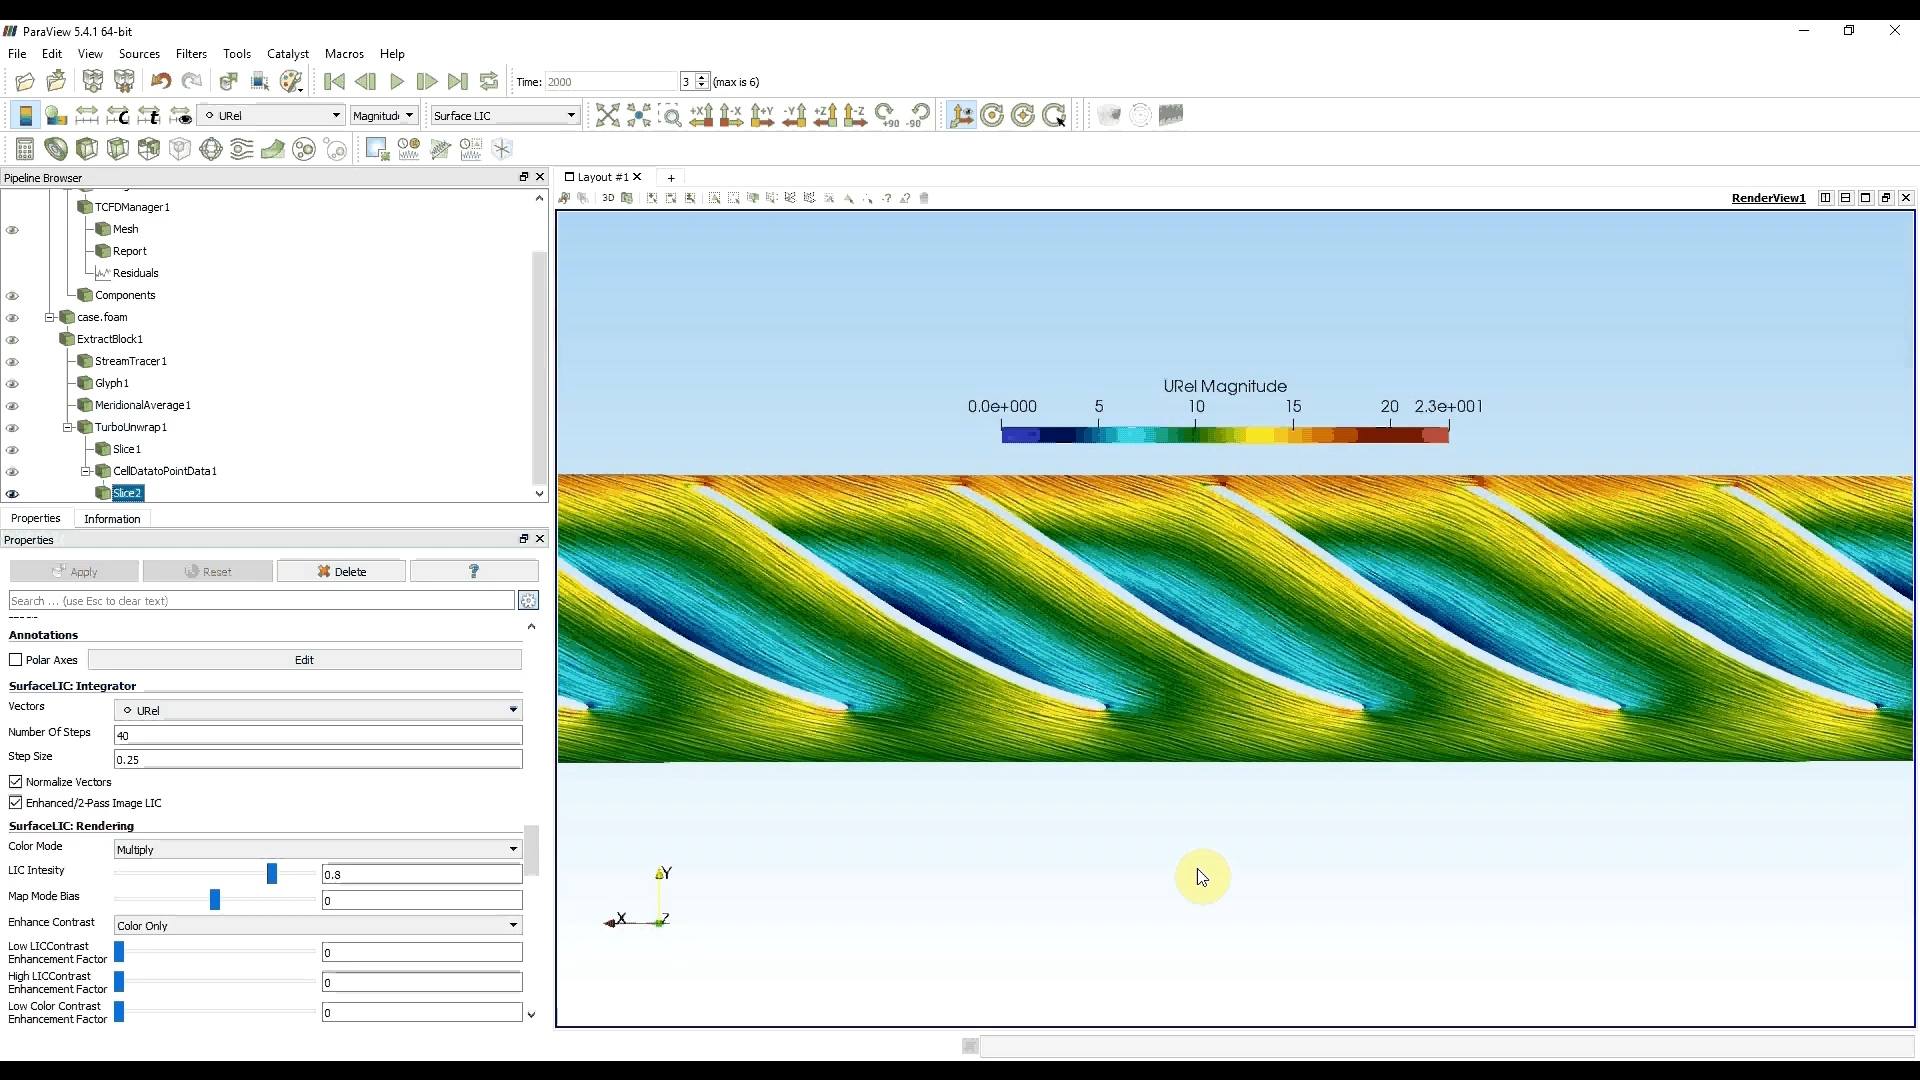 ParaView 5.4.1 64-bit
File Edit View Sources Filters Tools Catalyst Macros Help
Time: 2000 3 (max is 6)
URel Magnitude Surface LIC +X -X +Y -Y +Z -Z +90 -90
Pipeline Browser
Layout #1 +
TCFDManager1
3D
RenderView1
Mesh
Report
Residuals
Components
case.foam
ExtractBlock1
StreamTracer1
Glyph1
MeridionalAverage1
TurboUnwrap1
Slice1
CellDatatoPointData1
Slice2
Properties Information
Properties
Apply Reset Delete ?
Search ... (use Esc to clear text)
Annotations
Polar Axes Edit
SurfaceLIC: Integrator
Vectors URel
Number Of Steps 40
Step Size 0.25
Normalize Vectors
Enhanced/2-Pass Image LIC
SurfaceLIC: Rendering
Color Mode Multiply
LIC Intesity 0.8
Map Mode Bias 0
Enhance Contrast Color Only
Low LICContrast
Enhancement Factor 0
High LICContrast
Enhancement Factor 0
Low Color Contrast
Enhancement Factor 0
URel Magnitude
0.0e+000 5 10 15 20 2.3e+001
Y
X Z